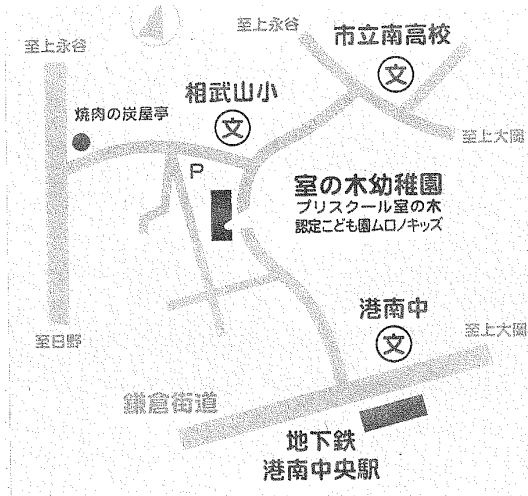 至上永谷
至上永谷
市立南高校
文
相武山小
文
焼肉の炭屋亭
至上大岡
P
室の木幼稚園
プリスクール室の木
認定こども園ムロノキッズ
港南中
文
至上大岡
至日野
鎌倉街道
地下鉄
港南中央駅